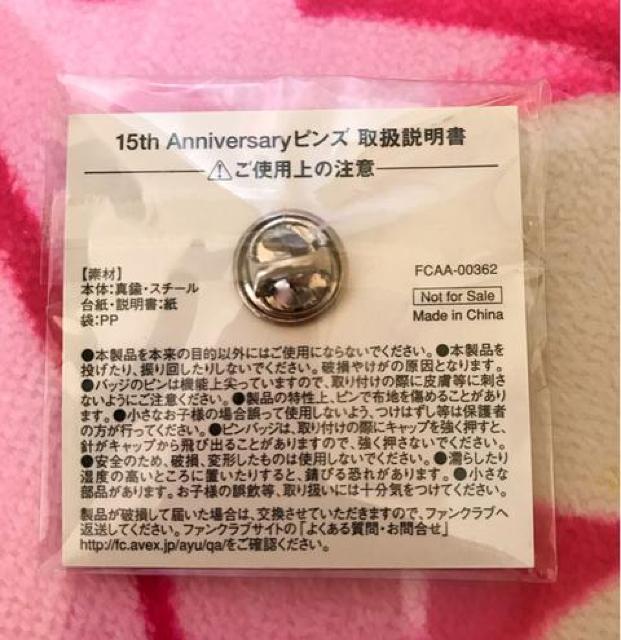 15th Anniversaryピンズ 取扱説明書
⚠ご使用上の注意
【素材】
本体:真鍮・スチール
台紙・説明書:紙
袋:PP
FCAA-00362
Not for Sale
Made in China
●本製品を本来の目的以外にはご使用にならないでください。●本製品を
投げたり、振り回したりしないでください。破損やけがの原因となります。
●バッジのピンは機能上尖っていますので、取り付けの際に皮膚等に刺さ
ないようにご注意ください。●製品の特性上、ピンで布地を傷めることがあり
ます。●小さなお子様の場合誤って使用しないよう、つけはずし等は保護者
の方が行ってください。●ピンバッジは、取り付けの際にキャップを強く押すと、
針がキャップから飛び出ることがありますので、強く押さないでください。
●安全のため、破損、変形したものは使用しないでください。●濡らしたり
湿度の高いところに置いたりすると、錆びる恐れがあります。●小さな
部品があります。お子様の誤飲等、取り扱いには十分気をつけてください。
製品が破損して届いた場合は、交換させていただきますので、ファンクラブへ
返送してください。ファンクラブサイトの「よくある質問・お問合せ」
http://fc.avex.jp/ayu/qa/をご確認ください。